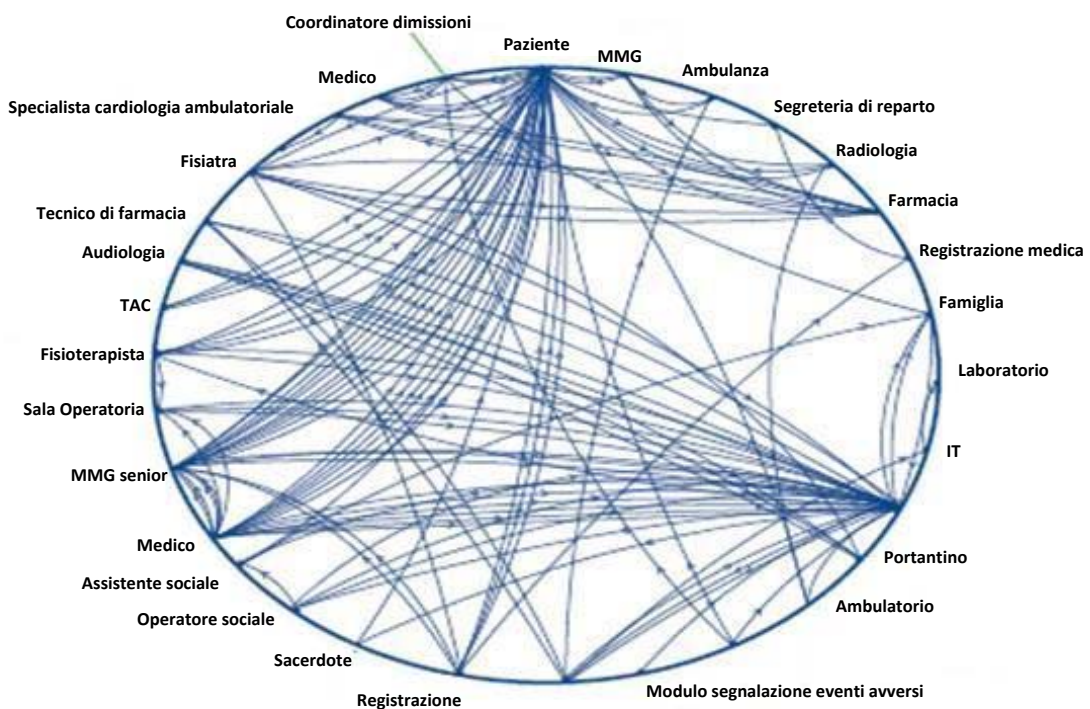 Coordinatore dimissioni
Paziente
MMG
Ambulanza
Medico
Specialista cardiologia ambulatoriale
Segreteria di reparto
Fisiatra
Radiologia
Farmacia
Tecnico di farmacia
Audiologia
Registrazione medica
TAC
Famiglia
Fisioterapista
Laboratorio
Sala Operatoria
IT
MMG senior
Medico
Portantino
Assistente sociale
Ambulatorio
Operatore sociale
Sacerdote
Registrazione
Modulo segnalazione eventi avversi